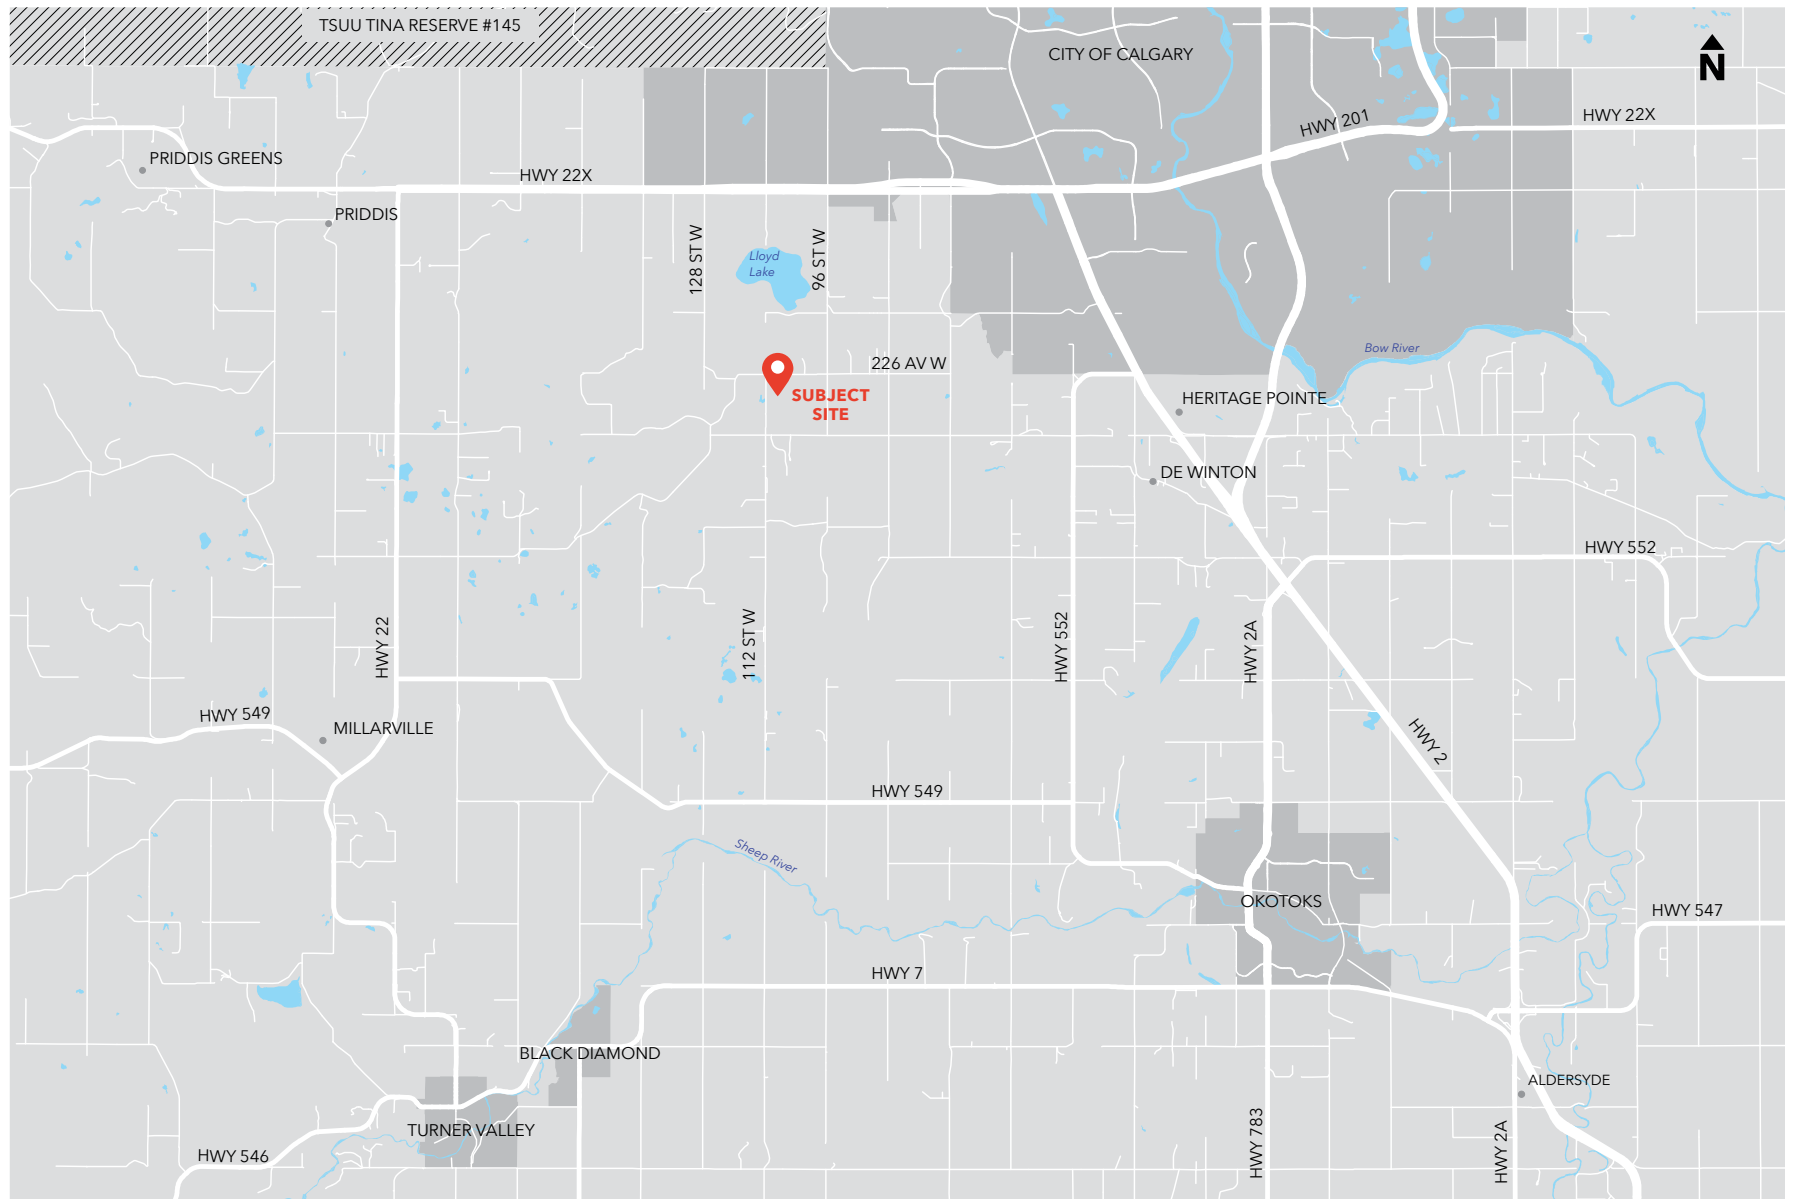 TSUU TINA RESERVE #145
CITY OF CALGARY
N
HWY 201
HWY 22X
PRIDDIS GREENS
HWY 22X
PRIDDIS
128 ST W
Lloyd
Lake
96 ST W
226 AV W
Bow River
SUBJECT
SITE
HERITAGE POINTE
DE WINTON
HWY 552
HWY 22
112 ST W
HWY 552
HWY 2A
HWY 549
MILLARVILLE
HWY 2
HWY 549
Sheep River
OKOTOKS
HWY 547
HWY 7
BLACK DIAMOND
ALDERSYDE
TURNER VALLEY
HWY 783
HWY 2A
HWY 546